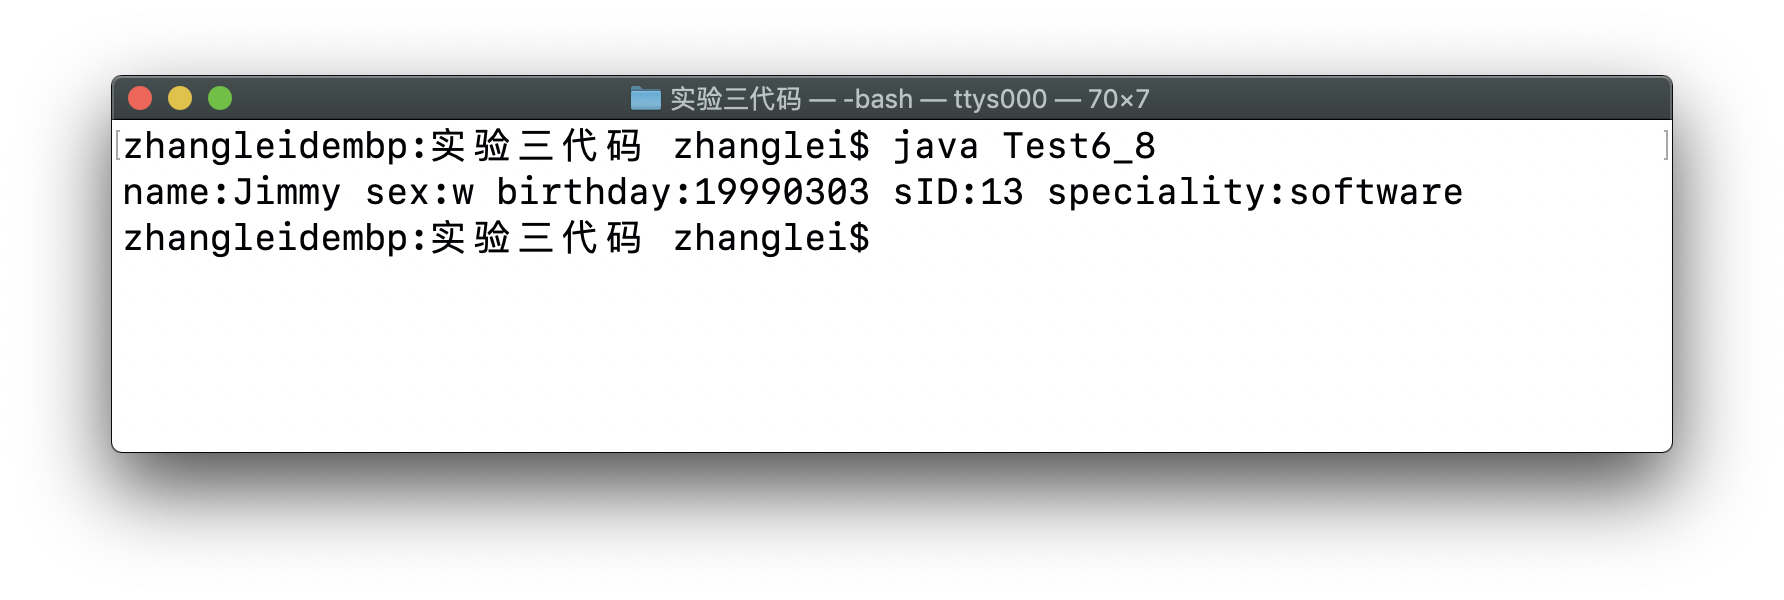 实验三代码 — -bash — ttys000 — 70×7
zhangleidembp:实验三代码 zhanglei$ java Test6_8
name:Jimmy sex:w birthday:19990303 sID:13 speciality:software
zhangleidembp:实验三代码 zhanglei$